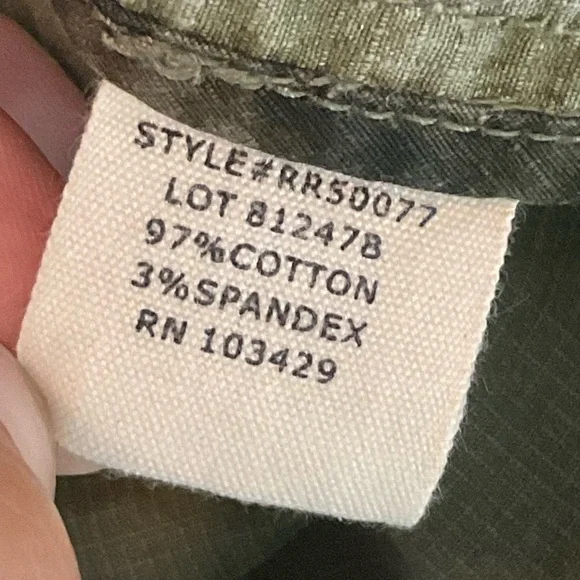 STYLE#RR50077
LOT 812478
97%COTTON
3%SPANDEX
RN 103429